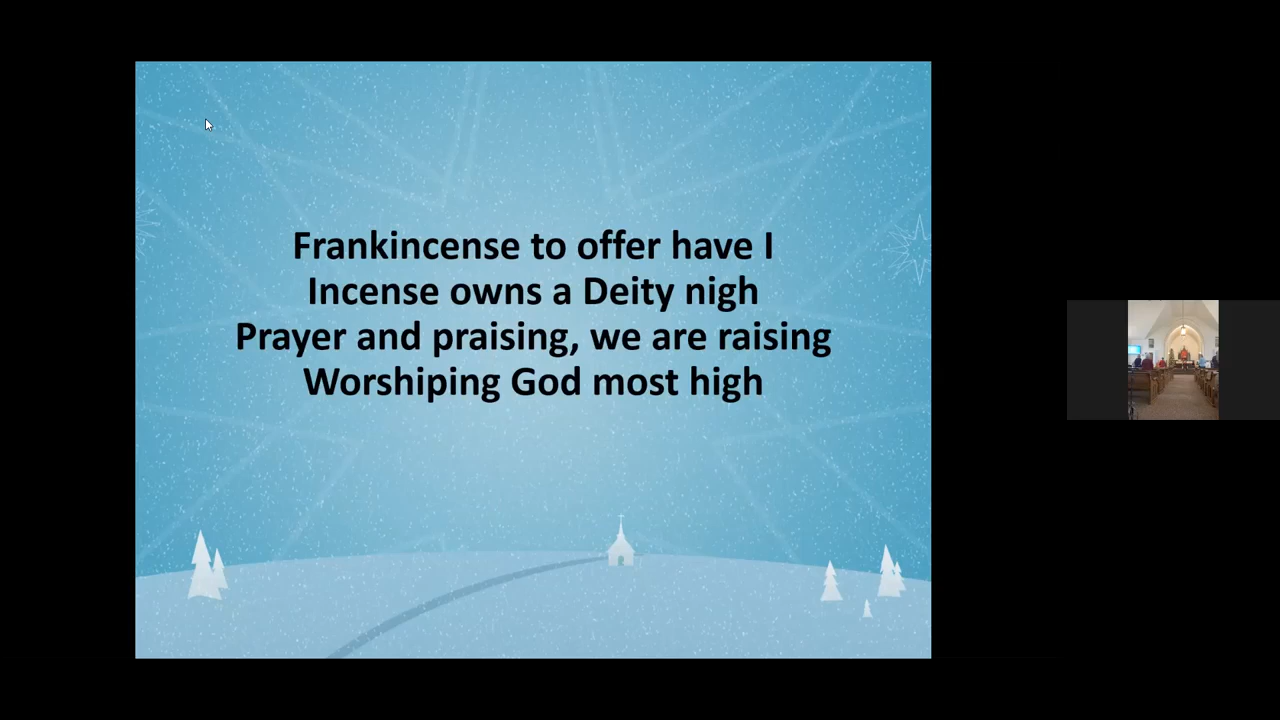 Frankincense to offer have I
Incense owns a Deity nigh
Prayer and praising, we are raising
Worshiping God most high